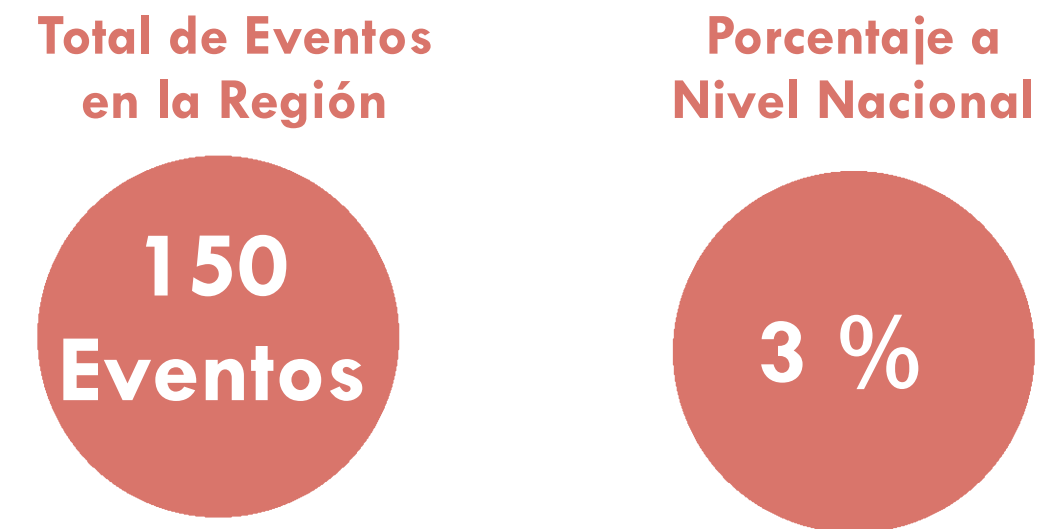 Total de Eventos
en la Región
150
Eventos
Porcentaje a
Nivel Nacional
3 %